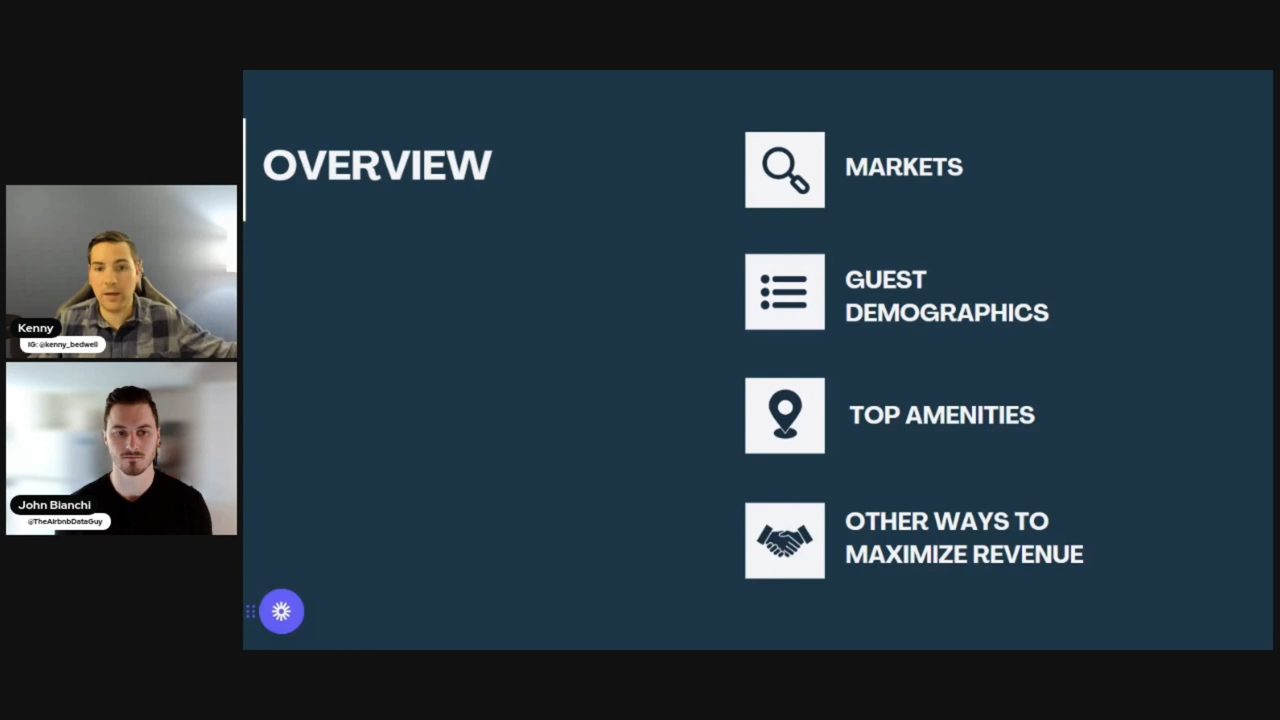 OVERVIEW
MARKETS
GUEST
DEMOGRAPHICS
TOP AMENITIES
OTHER WAYS TO
MAXIMIZE REVENUE
Kenny
IG: @kenny_bedwell
John Bianchi
@TheAirbnbDataGuy